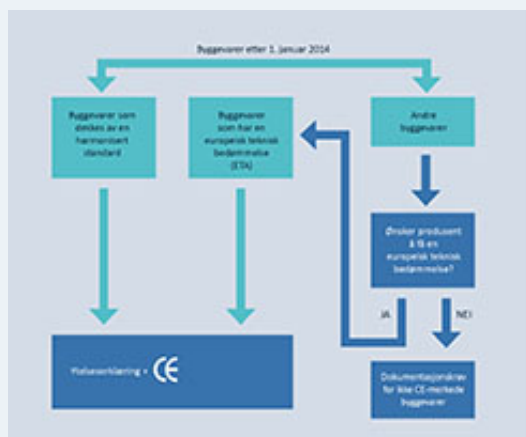 Byggevarer etter 1. januar 2014
Byggevarer som
dekkes av en
harmonisert
standard
Byggevarer
som har en
europeisk teknisk
bedømmelse
(ETA)
Andre
byggevarer
Ønsker produsent
å få en
europeisk teknisk
bedømmelse?
JA
NEI
Ytelseserklæring + CE
Dokumentasjonskrav
for ikke CE-merkede
byggevarer